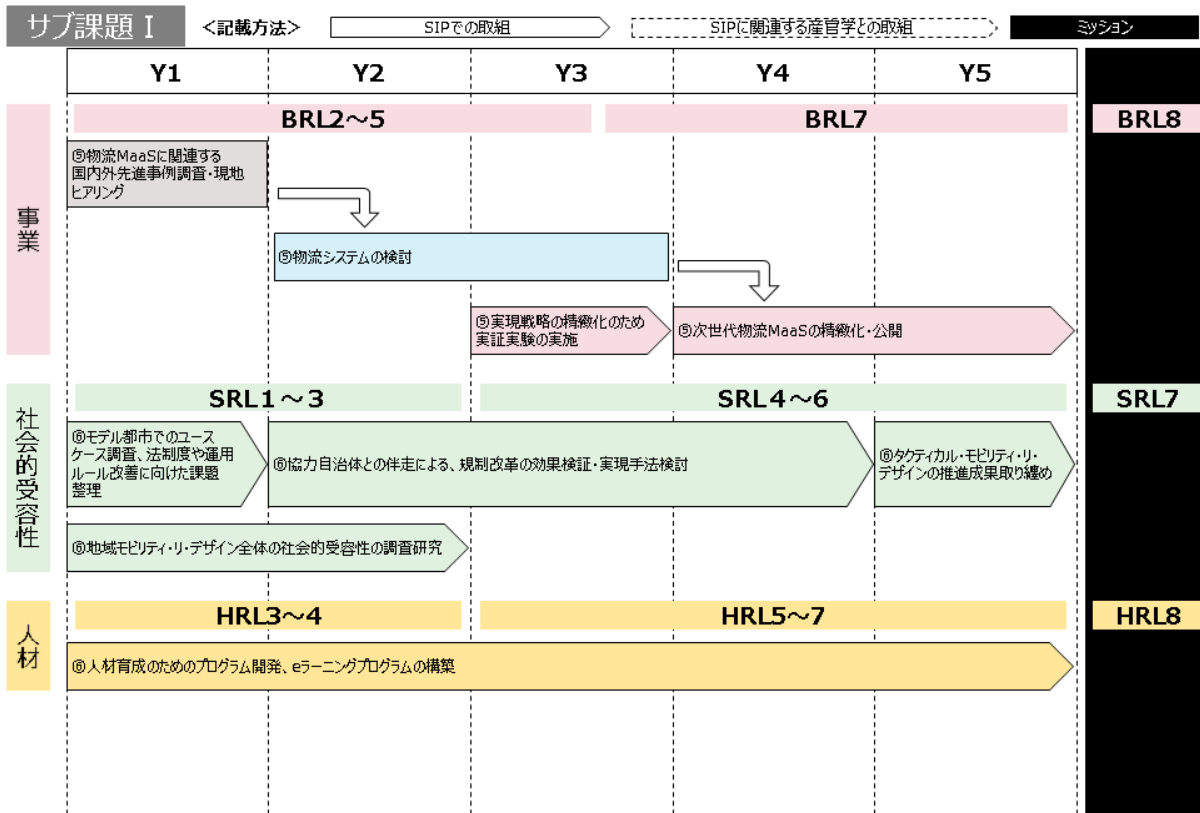 サブ課題 I
<記載方法>
SIPでの取組
SIPに関連する産官学との取組
ミッション
Y1
Y2
Y3
Y4
Y5
事業
BRL2～5
BRL7
BRL8
⑤物流MaaSに関連する
国内外先進事例調査・現地
ヒアリング
⑤物流システムの検討
⑤実現戦略の精緻化のため
実証実験の実施
⑤次世代物流MaaSの精緻化・公開
社会的受容性
SRL1～3
SRL4～6
SRL7
⑥モデル都市でのユース
ケース調査、法制度や運用
ルール改善に向けた課題
整理
⑥協力自治体との伴走による、規制改革の効果検証・実現手法検討
⑥タクティカル・モビリティ・リ・
デザインの推進成果取り纏め
⑥地域モビリティ・リ・デザイン全体の社会的受容性の調査研究
人材
HRL3～4
HRL5～7
HRL8
⑥人材育成のためのプログラム開発、eラーニングプログラムの構築